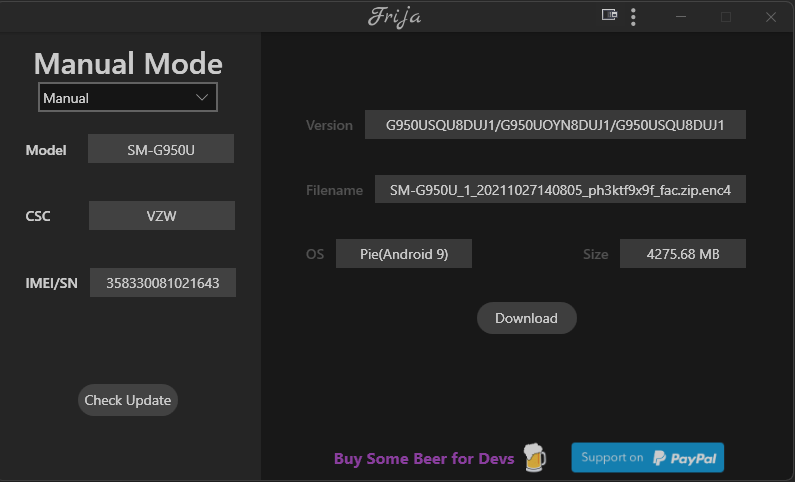 Frija
Manual Mode
Manual
Model SM-G950U
CSC VZW
IMEI/SN 358330081021643
Check Update
Version G950USQU8DUJ1/G950UOYN8DUJ1/G950USQU8DUJ1
Filename SM-G950U_1_20211027140805_ph3ktf9x9f_fac.zip.enc4
OS Pie(Android 9) Size 4275.68 MB
Download
Buy Some Beer for Devs Support on PayPal